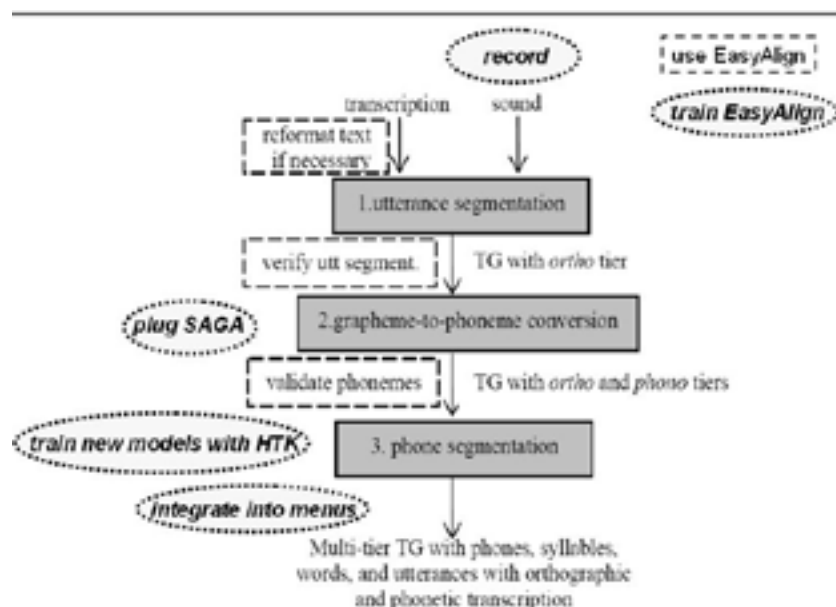 record
use EasyAlign
train EasyAlign
transcription
sound
reformat text
if necessary
1.utterance segmentation
verify utt segment.
TG with ortho tier
plug SAGA
2.grapheme-to-phoneme conversion
validate phonemes
TG with ortho and phono tiers
train new models with HTK
3. phone segmentation
integrate into menus
Multi-tier TG with phones, syllables,
words, and utterances with orthographic
and phonetic transcription